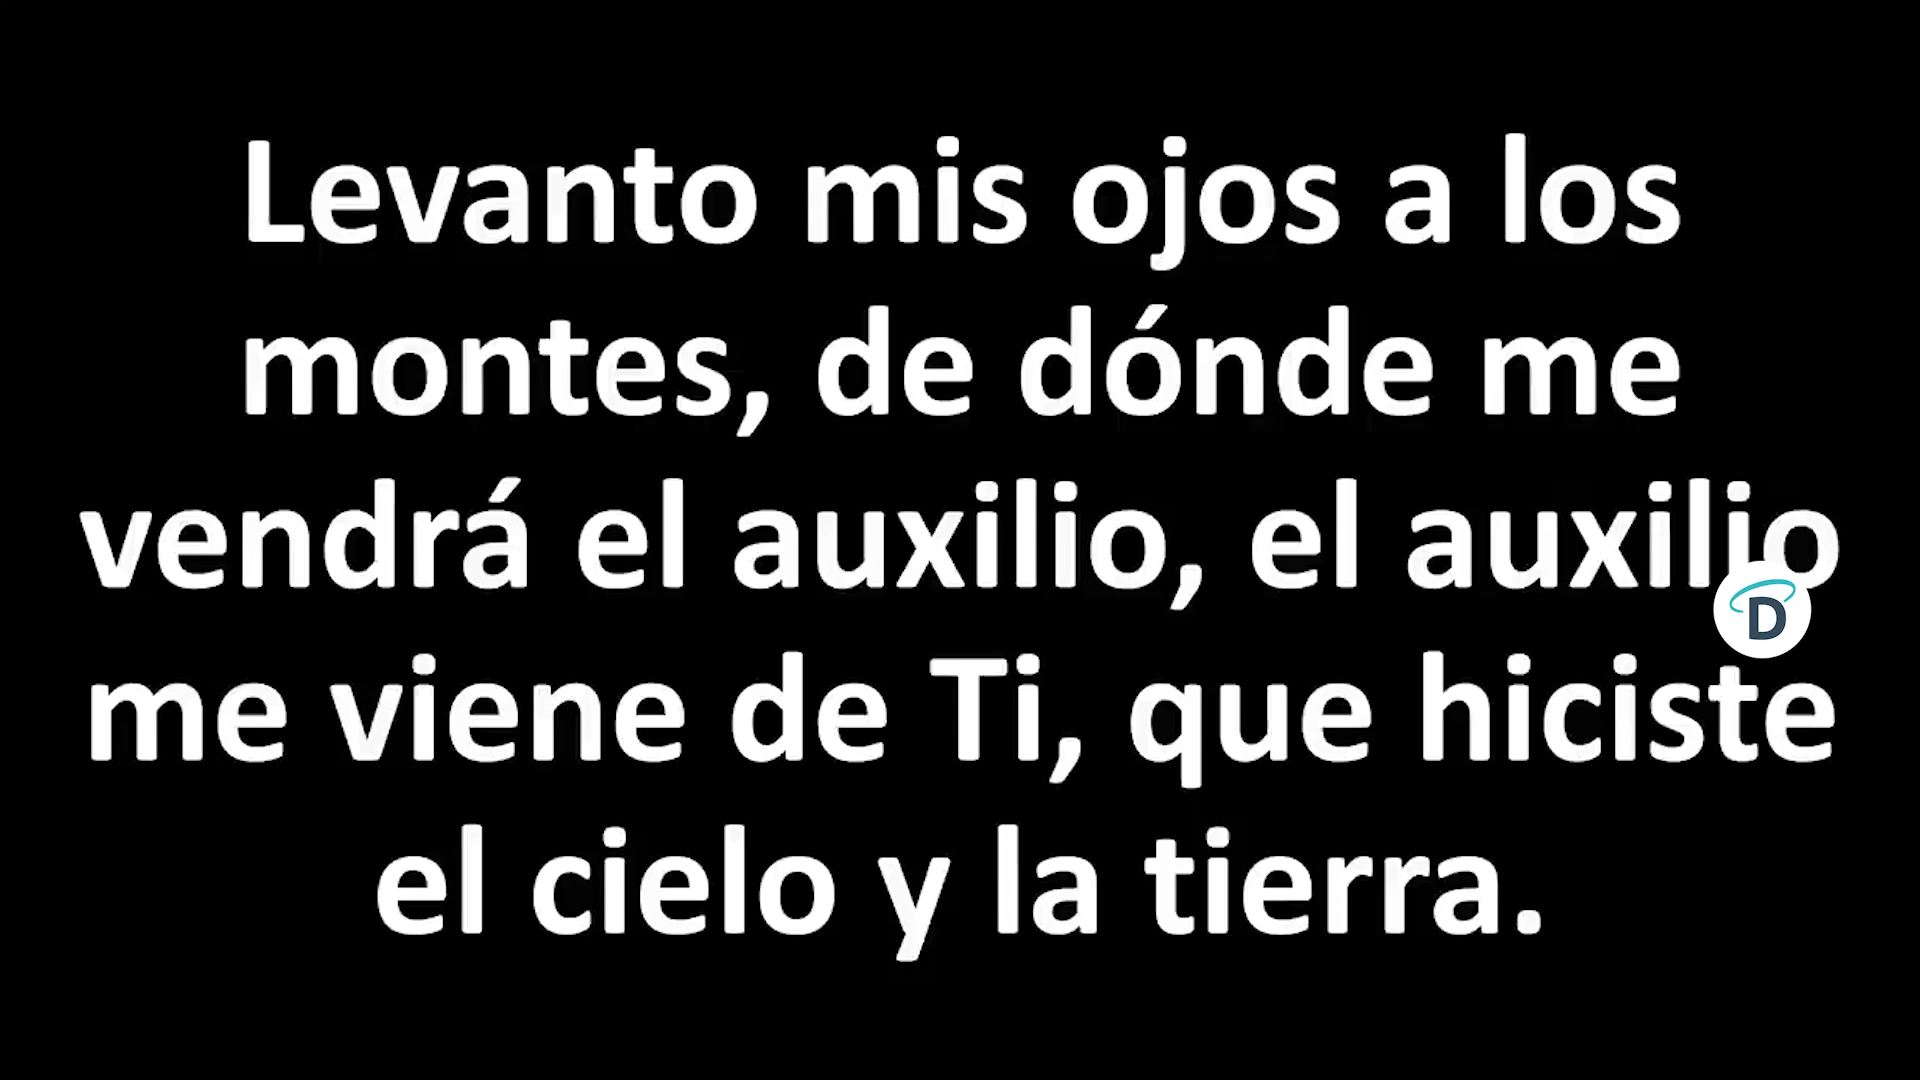 Levanto mis ojos a los
montes, de dónde me
vendrá el auxilio, el auxilio
me viene de Ti, que hiciste
el cielo y la tierra.
D